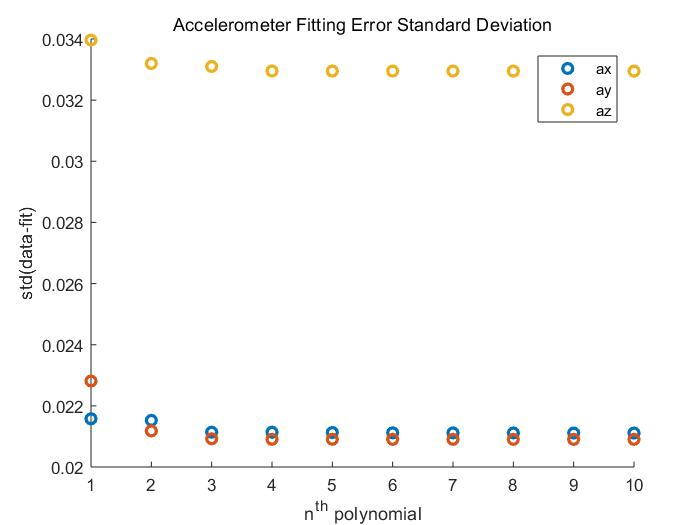 Accelerometer Fitting Error Standard Deviation
0.034
0.032
0.03
0.028
0.026
0.024
0.022
0.02
std(data-fit)
ax
ay
az
1 2 3 4 5 6 7 8 9 10
nth polynomial